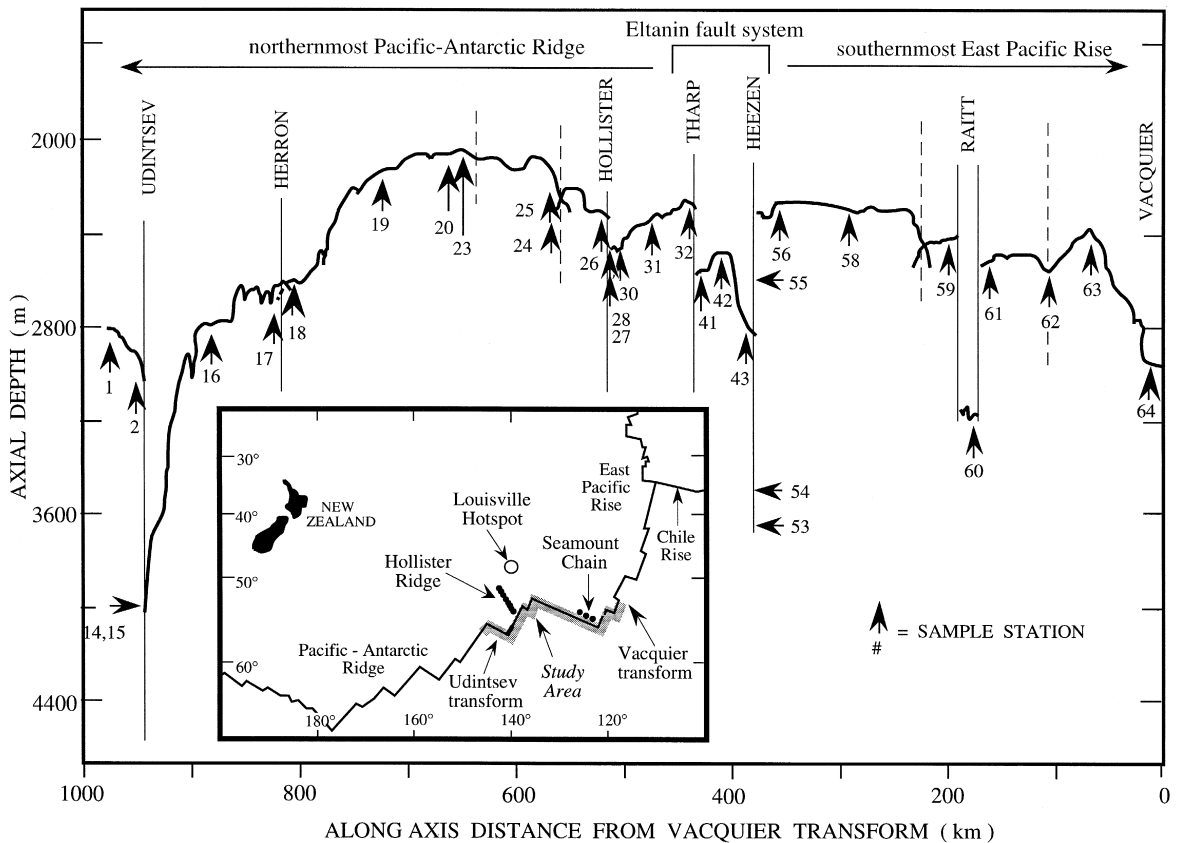 Eltanin fault system
northernmost Pacific-Antarctic Ridge
southernmost East Pacific Rise
UDINTSEV
HERRON
HOLLISTER
THARP
HEEZEN
RAITT
VACQUIER
2000
2800
3600
4400
AXIAL DEPTH ( m )
1
2
14,15
16
17
18
19
20
23
25
24
26
30
28
27
31
32
41
42
43
56
55
54
53
58
59
60
61
62
63
64
30°
40°
50°
60°
NEW
ZEALAND
Louisville
Hotspot
Hollister
Ridge
Seamount
Chain
East
Pacific
Rise
Chile
Rise
Pacific - Antarctic
Ridge
Udintsev
transform
Study
Area
Vacquier
transform
180°
160°
140°
120°
#
= SAMPLE STATION
1000
800
600
400
200
0
ALONG AXIS DISTANCE FROM VACQUIER TRANSFORM ( km )